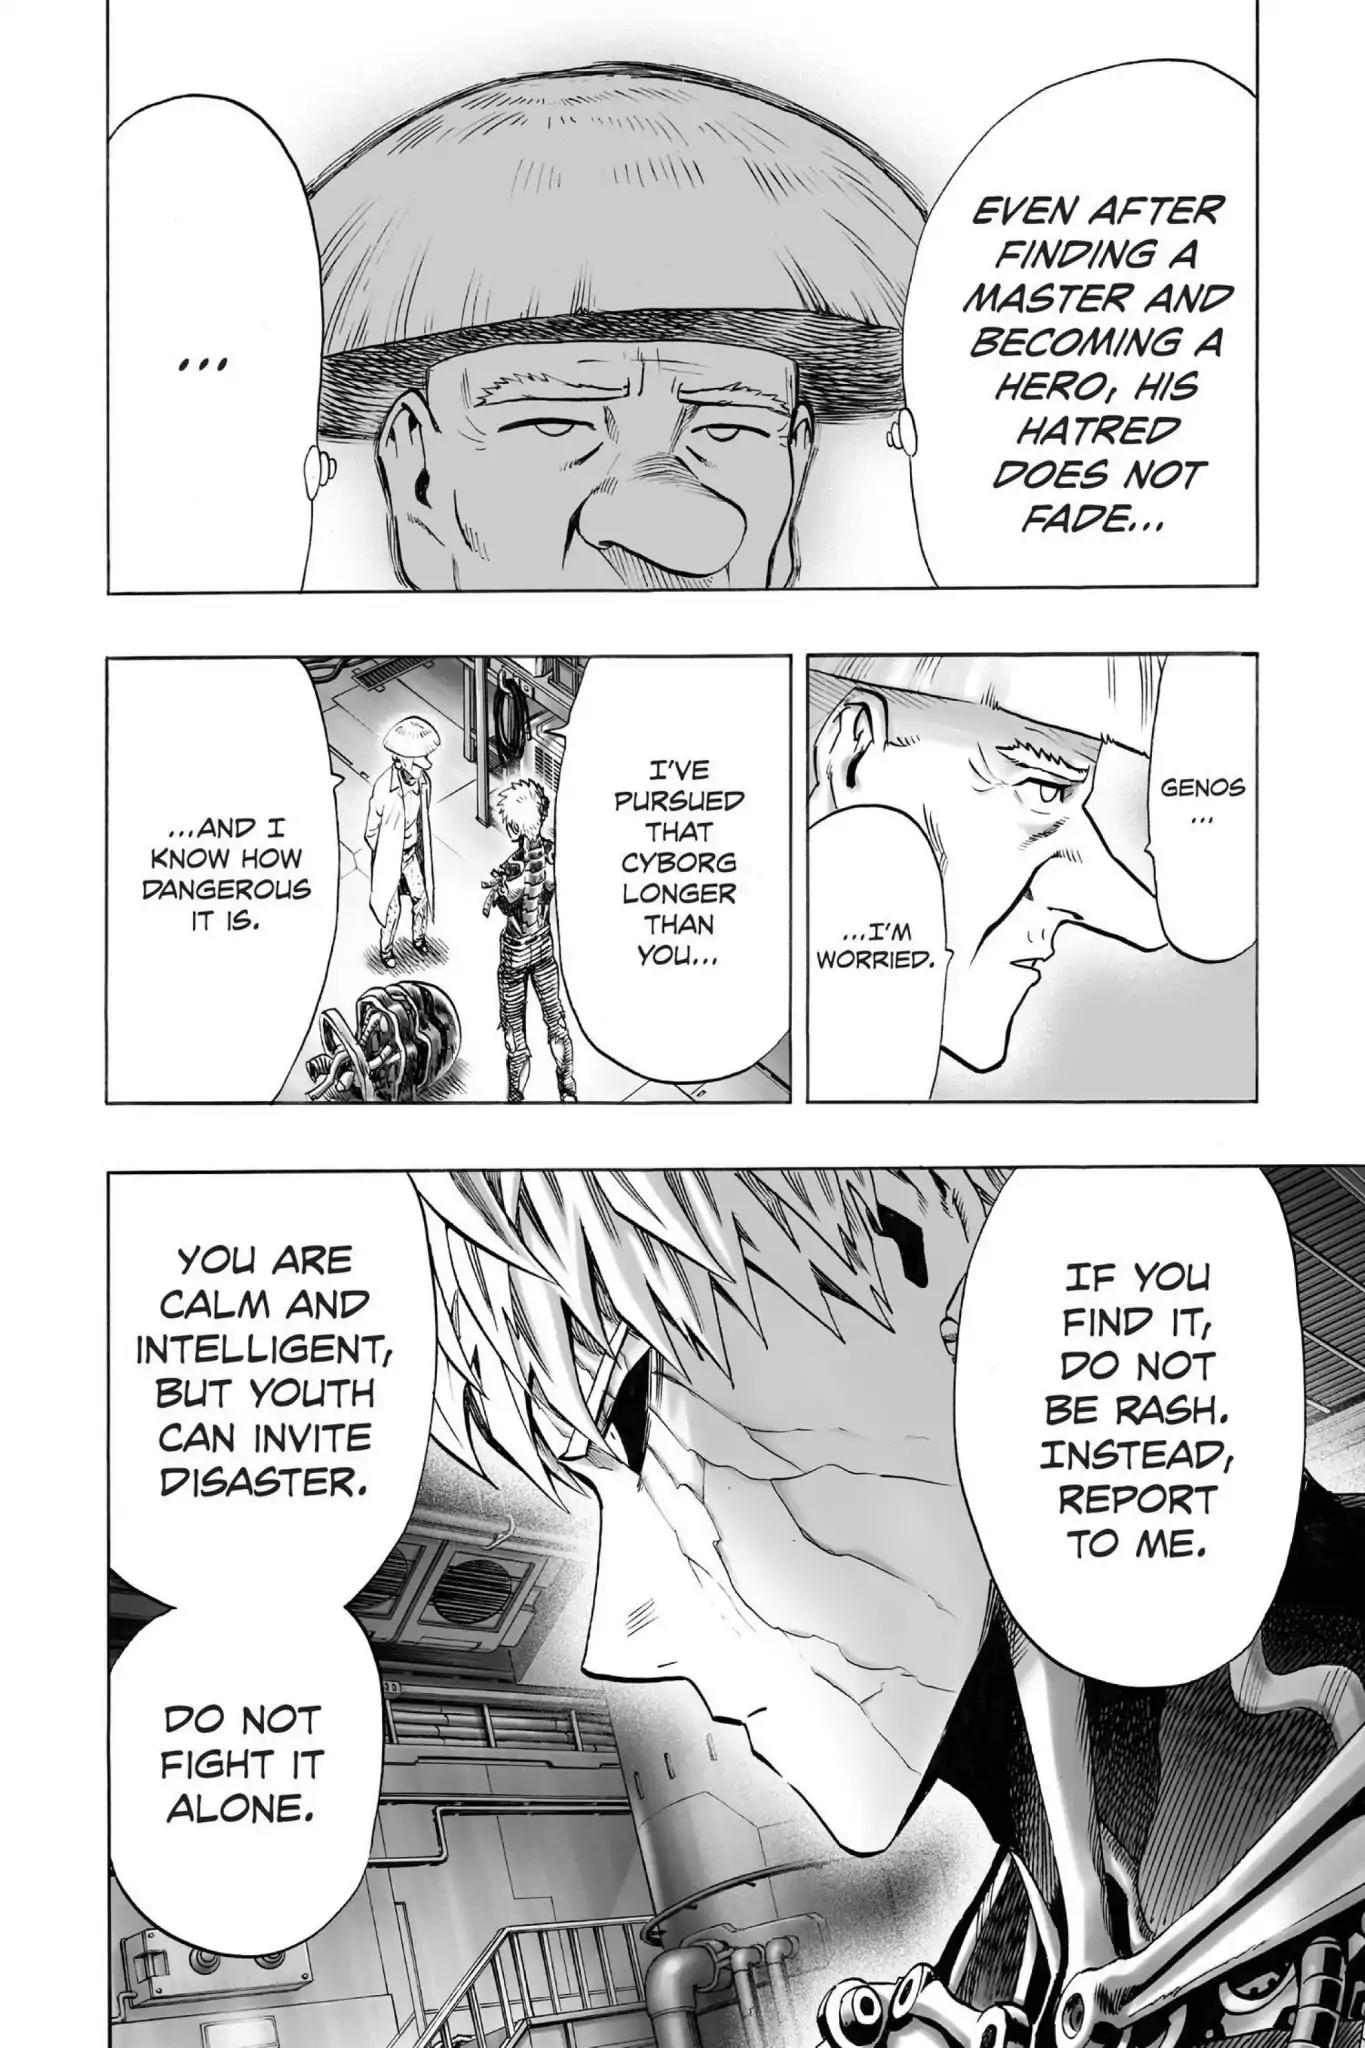 EVEN AFTER
FINDING A
MASTER AND
BECOMING A
HERO, HIS
HATRED
DOES NOT
FADE...
...
GENOS
...
...I'M
WORRIED.
I'VE
PURSUED
THAT
CYBORG
LONGER
THAN
YOU...
...AND I
KNOW HOW
DANGEROUS
IT IS.
IF YOU
FIND IT,
DO NOT
BE RASH.
INSTEAD,
REPORT
TO ME.
YOU ARE
CALM AND
INTELLIGENT,
BUT YOUTH
CAN INVITE
DISASTER.
DO NOT
FIGHT IT
ALONE.